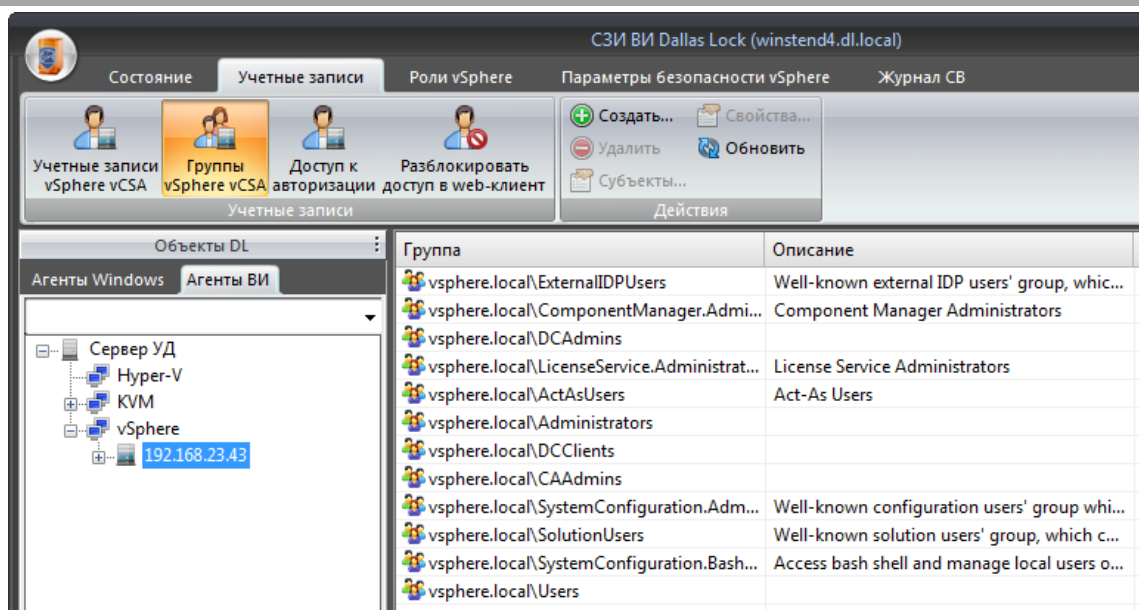 СЗИ ВИ Dallas Lock (winstend4.dl.local)
Состояние Учетные записи Роли vSphere Параметры безопасности vSphere Журнал СВ
Учетные записи vSphere vCSA
Группы vSphere vCSA
Доступ к авторизации
Разблокировать доступ в web-клиент
Учетные записи
Создать... Свойства...
Удалить Обновить
Субъекты...
Действия
Объекты DL
Агенты Windows Агенты ВИ
Сервер УД
Hyper-V
KVM
vSphere
192.168.23.43
Группа Описание
vsphere.local\ExternalIDPUsers Well-known external IDP users' group, whic...
vsphere.local\ComponentManager.Admi... Component Manager Administrators
vsphere.local\DCAdmins
vsphere.local\LicenseService.Administrat... License Service Administrators
vsphere.local\ActAsUsers Act-As Users
vsphere.local\Administrators
vsphere.local\DCClients
vsphere.local\CAAdmins
vsphere.local\SystemConfiguration.Adm... Well-known configuration users' group whi...
vsphere.local\SolutionUsers Well-known solution users' group, which c...
vsphere.local\SystemConfiguration.Bash... Access bash shell and manage local users o...
vsphere.local\Users